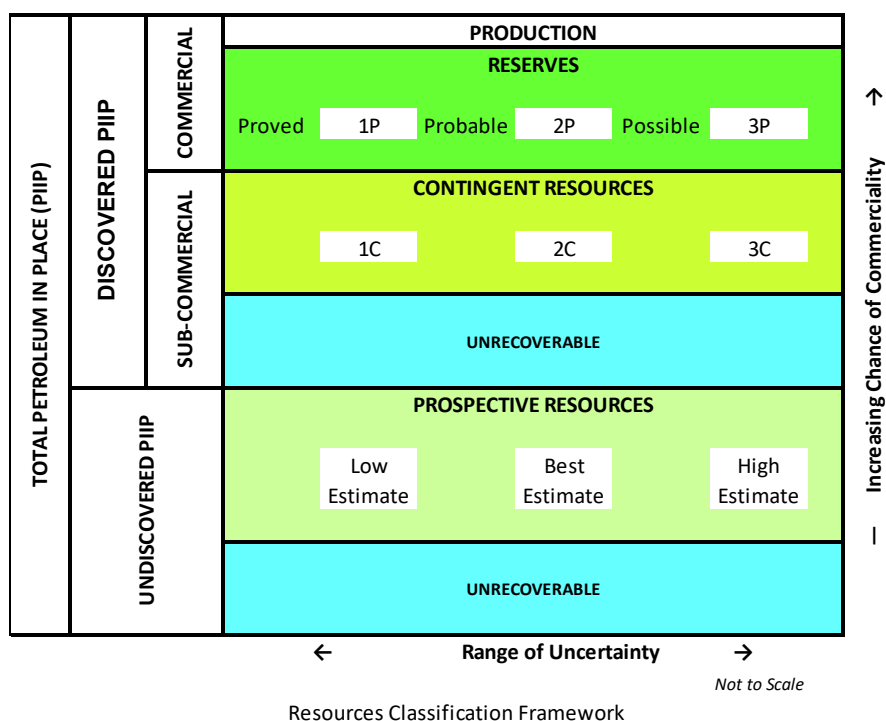 TOTAL PETROLEUM IN PLACE (PIIP)
DISCOVERED PIIP
COMMERCIAL
PRODUCTION
RESERVES
Proved 1P Probable 2P Possible 3P
SUB-COMMERCIAL
CONTINGENT RESOURCES
1C 2C 3C
UNRECOVERABLE
UNDISCOVERED PIIP
PROSPECTIVE RESOURCES
Low Best High
Estimate Estimate Estimate
UNRECOVERABLE
— Increasing Chance of Commerciality →
← Range of Uncertainty →
Not to Scale
Resources Classification Framework